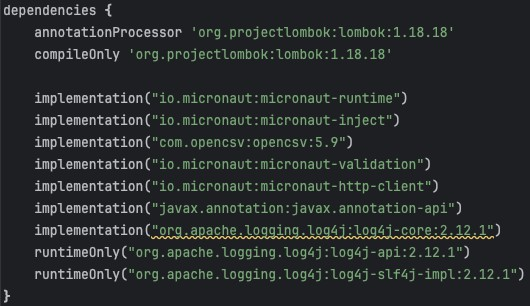 dependencies {
annotationProcessor 'org.projectlombok:lombok:1.18.18'
compileOnly 'org.projectlombok:lombok:1.18.18'
implementation("io.micronaut:micronaut-runtime")
implementation("io.micronaut:micronaut-inject")
implementation("com.opencsv:opencsv:5.9")
implementation("io.micronaut:micronaut-validation")
implementation("io.micronaut:micronaut-http-client")
implementation("javax.annotation:javax.annotation-api")
implementation("org.apache.logging.log4j:log4j-core:2.12.1")
runtimeOnly("org.apache.logging.log4j:log4j-api:2.12.1")
runtimeOnly("org.apache.logging.log4j:log4j-slf4j-impl:2.12.1")
}